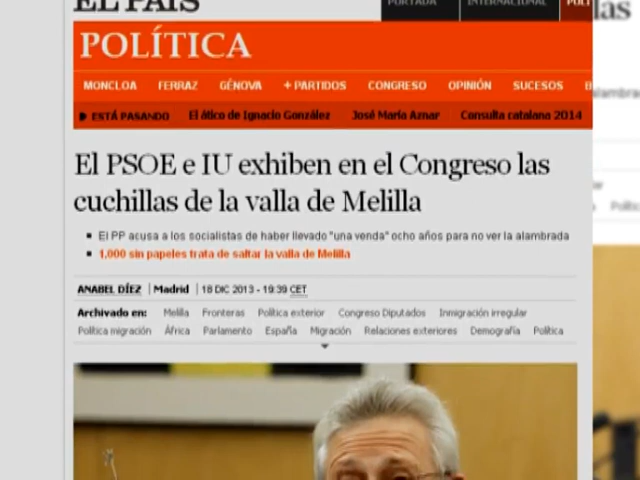 EL PAÍS
PORTADA INTERNACIONAL POLÍ
POLÍTICA
MONCLOA FERRAZ GÉNOVA + PARTIDOS CONGRESO OPINIÓN SUCESOS
ESTÁ PASANDO El ático de Ignacio González José María Aznar Consulta catalana 2014
El PSOE e IU exhiben en el Congreso las
cuchillas de la valla de Melilla
El PP acusa a los socialistas de haber llevado "una venda" ocho años para no ver la alambrada
1.000 sin papeles trata de saltar la valla de Melilla
ANABEL DÍEZ | Madrid | 18 DIC 2013 - 19:39 CET
Archivado en: Melilla Fronteras Política exterior Congreso Diputados Inmigración irregular
Política migración África Parlamento España Migración Relaciones exteriores Demografía Política
las